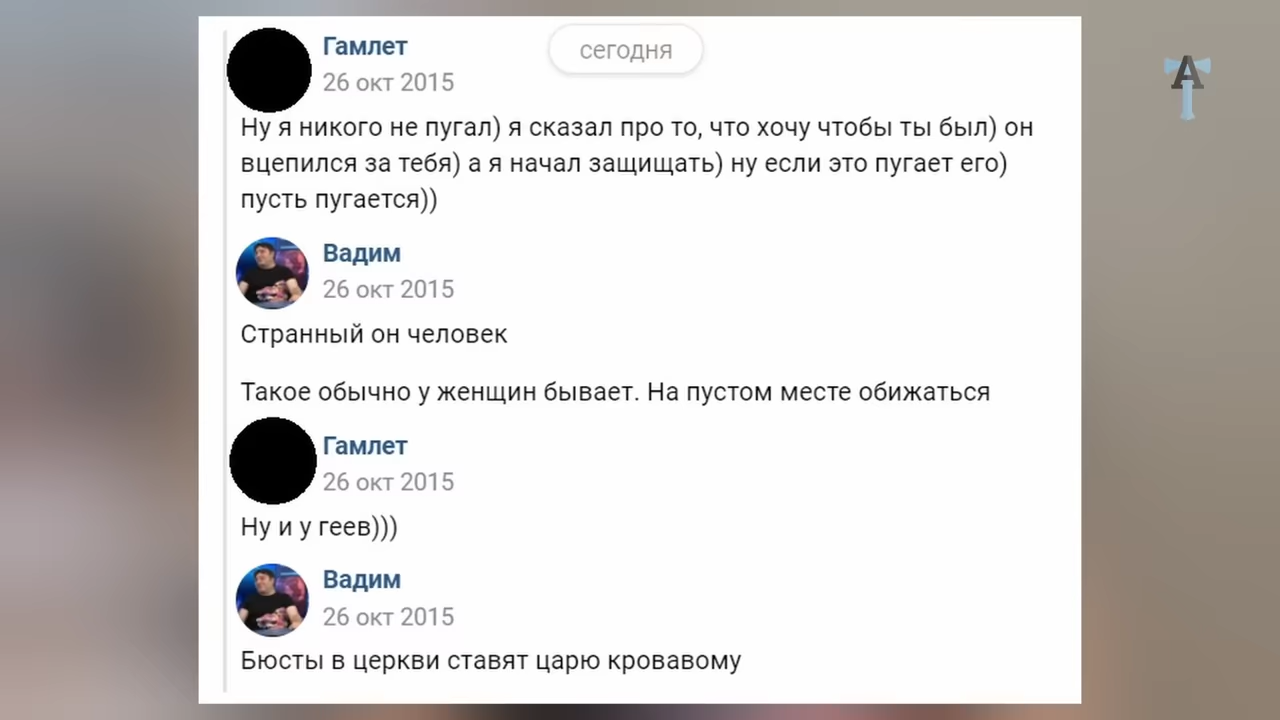 Гамлет
сегодня
26 окт 2015
Ну я никого не пугал) я сказал про то, что хочу чтобы ты был) он
вцепился за тебя) а я начал защищать) ну если это пугает его)
пусть пугается))
Вадим
26 окт 2015
Странный он человек
Такое обычно у женщин бывает. На пустом месте обижаться
Гамлет
26 окт 2015
Ну и у геев)))
Вадим
26 окт 2015
Бюсты в церкви ставят царю кровавому